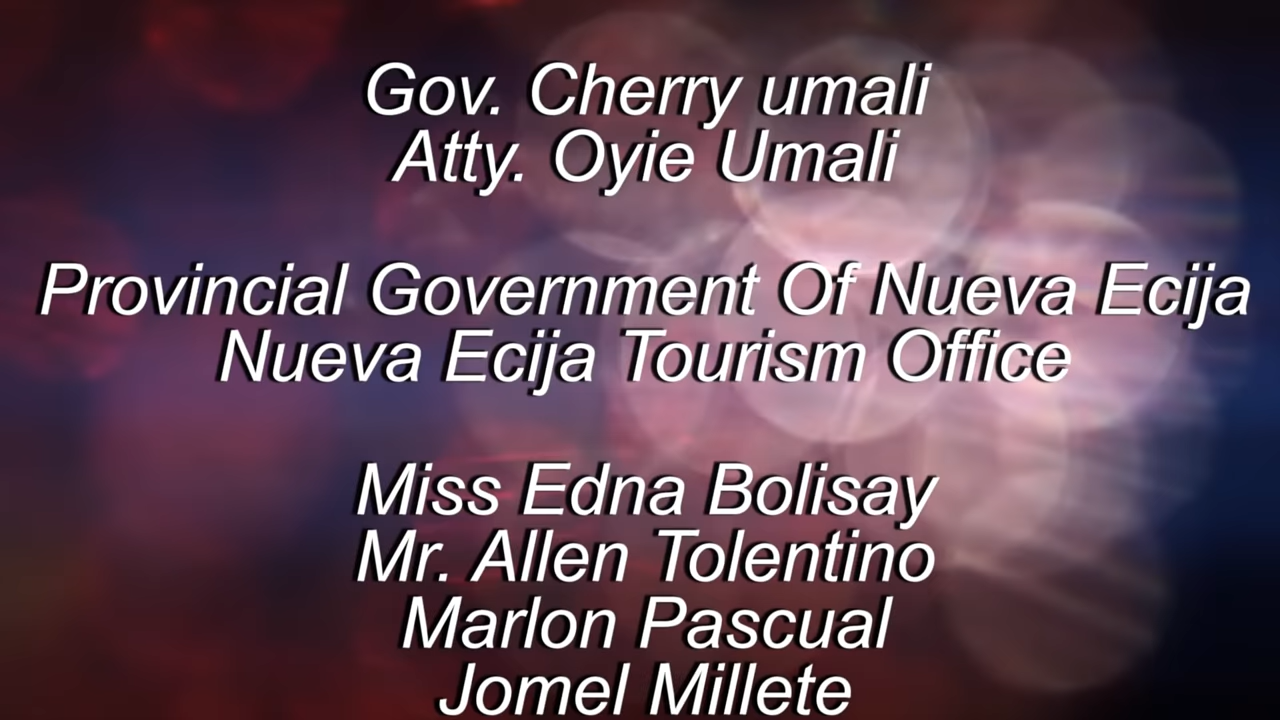 Gov. Cherry umali
Atty. Oyie Umali
Provincial Government Of Nueva Ecija
Nueva Ecija Tourism Office
Miss Edna Bolisay
Mr. Allen Tolentino
Marlon Pascual
Jomel Millete